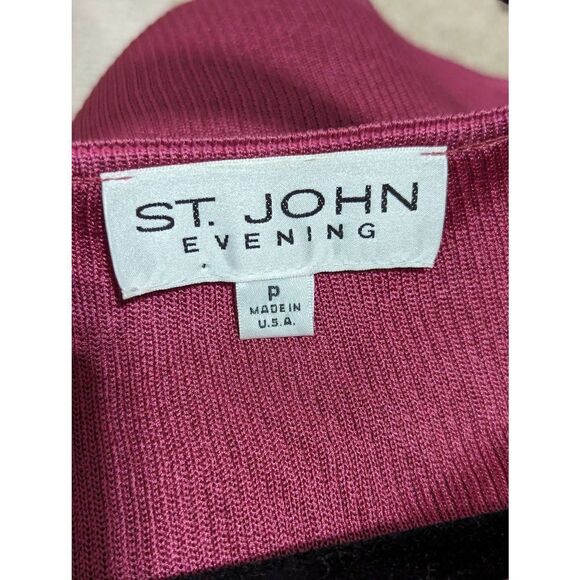 ST. JOHN
EVENING
P
MADE IN
U.S.A.